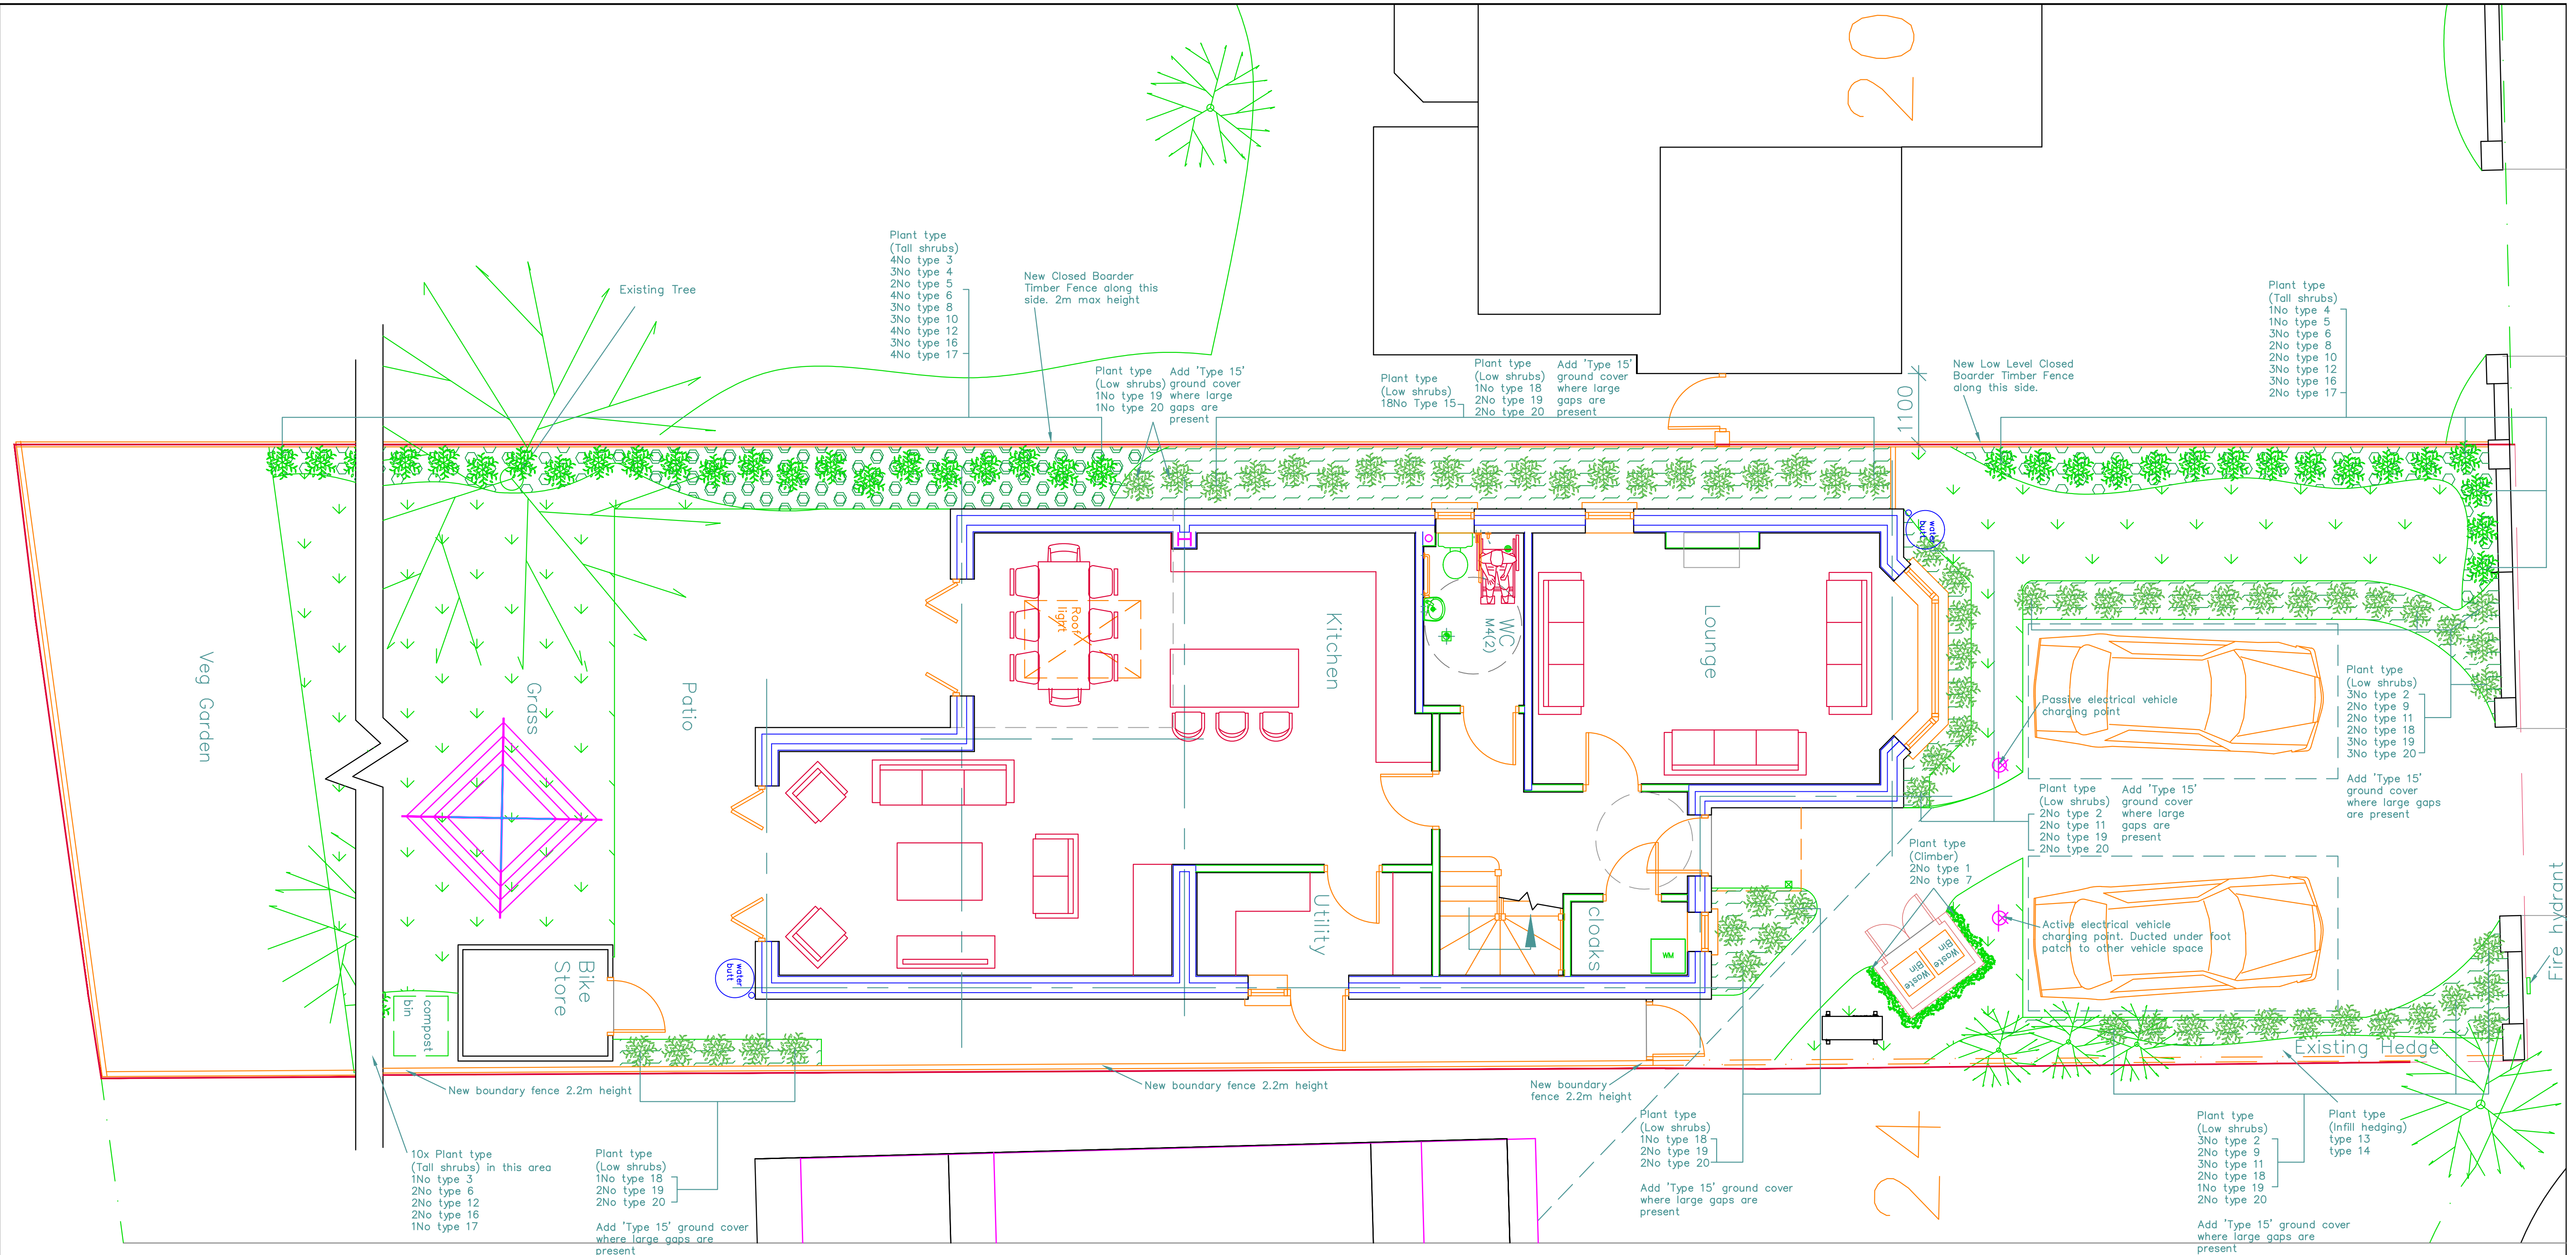 20
Plant type
(Tall shrubs)
4No type 3
3No type 4
2No type 5
4No type 6
3No type 8
3No type 10
4No type 12
3No type 16
4No type 17
Existing Tree
New Closed Boarder
Timber Fence along this
side. 2m max height
Plant type
(Low shrubs)
1No type 19
1No type 20
Add 'Type 15'
ground cover
where large
gaps are
present
Plant type
(Low shrubs)
18No Type 15
Plant type
(Low shrubs)
1No type 18
2No type 19
2No type 20
Add 'Type 15'
ground cover
where large
gaps are
present
1100
New Low Level Closed
Boarder Timber Fence
along this side.
Plant type
(Tall shrubs)
1No type 4
1No type 5
3No type 6
2No type 8
2No type 10
3No type 12
3No type 16
2No type 17
Veg Garden
Grass
Patio
Roof
light
Kitchen
WC
M4(2)
Lounge
water
butt
Passive electrical vehicle
charging point
Plant type
(Low shrubs)
3No type 2
2No type 9
2No type 11
2No type 18
3No type 19
3No type 20
Add 'Type 15'
ground cover
where large gaps
are present
Plant type
(Low shrubs)
2No type 2
2No type 11
2No type 19
2No type 20
Add 'Type 15'
ground cover
where large
gaps are
present
Plant type
(Climber)
2No type 1
2No type 7
Active electrical vehicle
charging point. Ducted under foot
patch to other vehicle space
Waste
Bin
Waste
Bin
Fire hydrant
Utility
cloaks
WM
water
butt
Bike
Store
compost
bin
Existing Hedge
New boundary fence 2.2m height
New boundary fence 2.2m height
New boundary
fence 2.2m height
24
10x Plant type
(Tall shrubs) in this area
1No type 3
2No type 6
2No type 12
2No type 16
1No type 17
Plant type
(Low shrubs)
1No type 18
2No type 19
2No type 20
Add 'Type 15' ground cover
where large gaps are
present
Plant type
(Low shrubs)
1No type 18
2No type 19
2No type 20
Add 'Type 15' ground cover
where large gaps are
present
Plant type
(Low shrubs)
3No type 2
2No type 9
3No type 11
2No type 18
1No type 19
2No type 20
Add 'Type 15' ground cover
where large gaps are
present
Plant type
(Infill hedging)
type 13
type 14